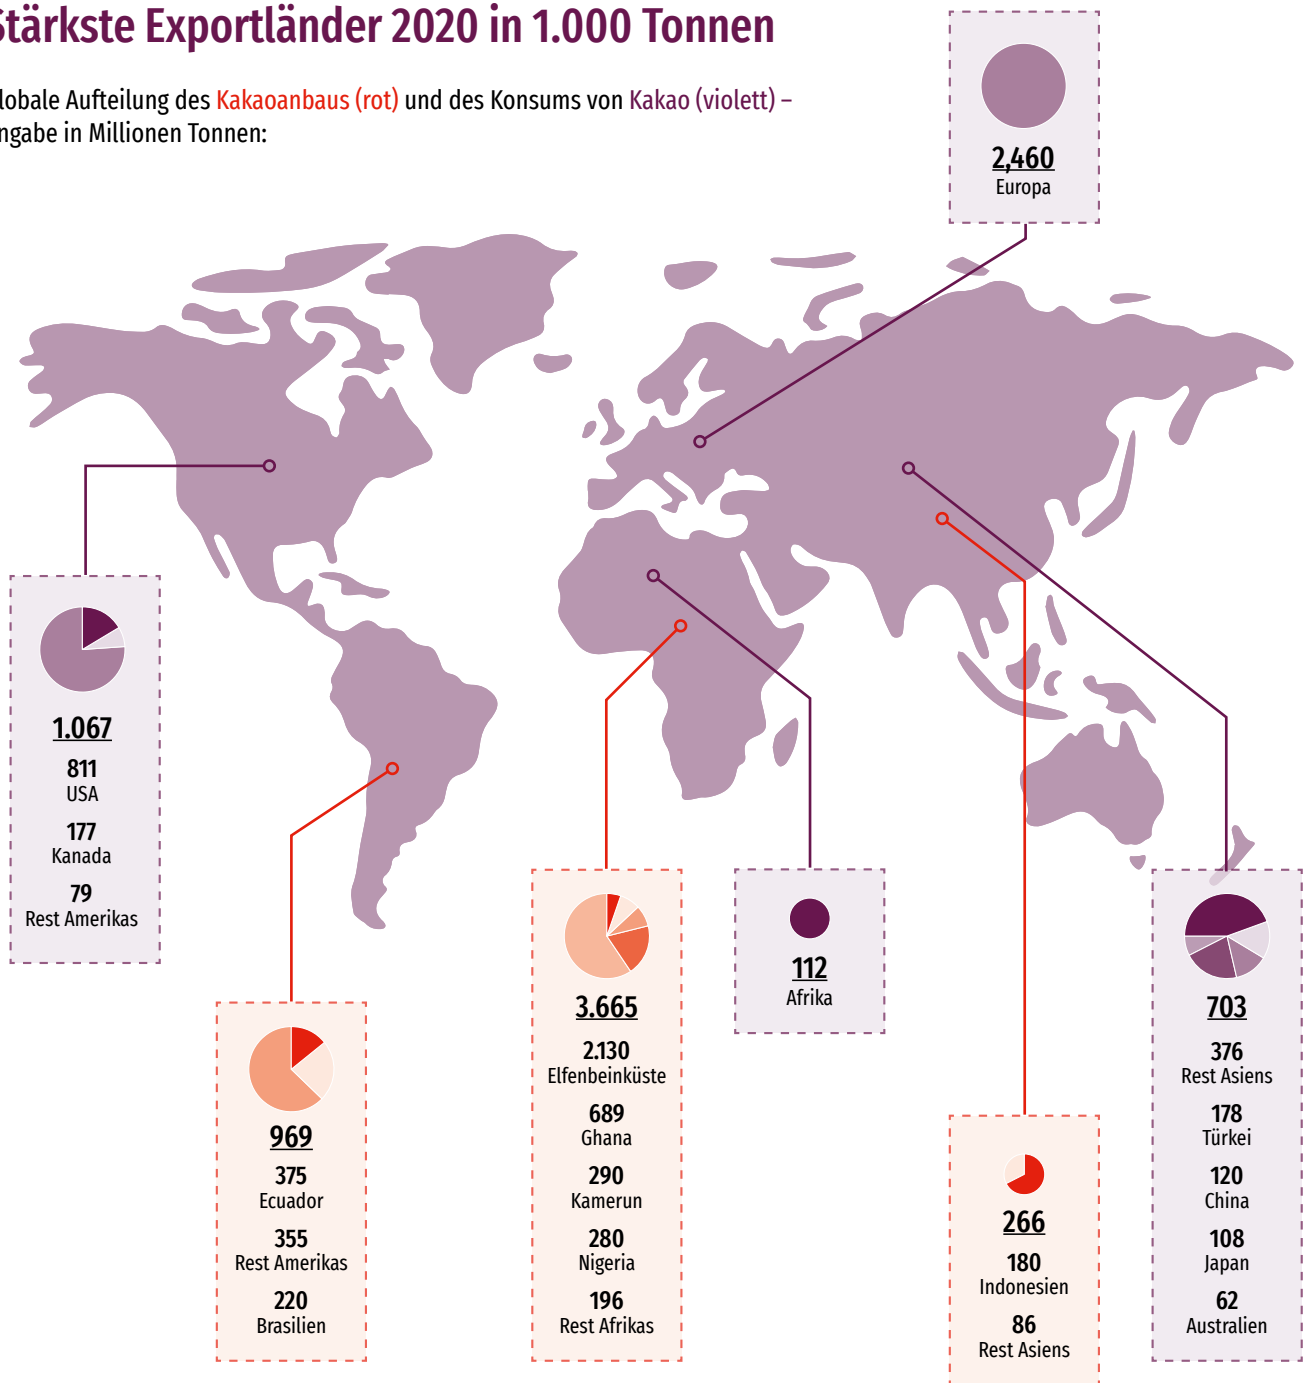 Stärkste Exportländer 2020 in 1.000 Tonnen
lobale Aufteilung des Kakaoanbaus (rot) und des Konsums von Kakao (violett) –
ngabe in Millionen Tonnen:
2,460
Europa
1.067
811
USA
177
Kanada
79
Rest Amerikas
969
375
Ecuador
355
Rest Amerikas
220
Brasilien
3.665
2.130
Elfenbeinküste
689
Ghana
290
Kamerun
280
Nigeria
196
Rest Afrikas
112
Afrika
266
180
Indonesien
86
Rest Asiens
703
376
Rest Asiens
178
Türkei
120
China
108
Japan
62
Australien